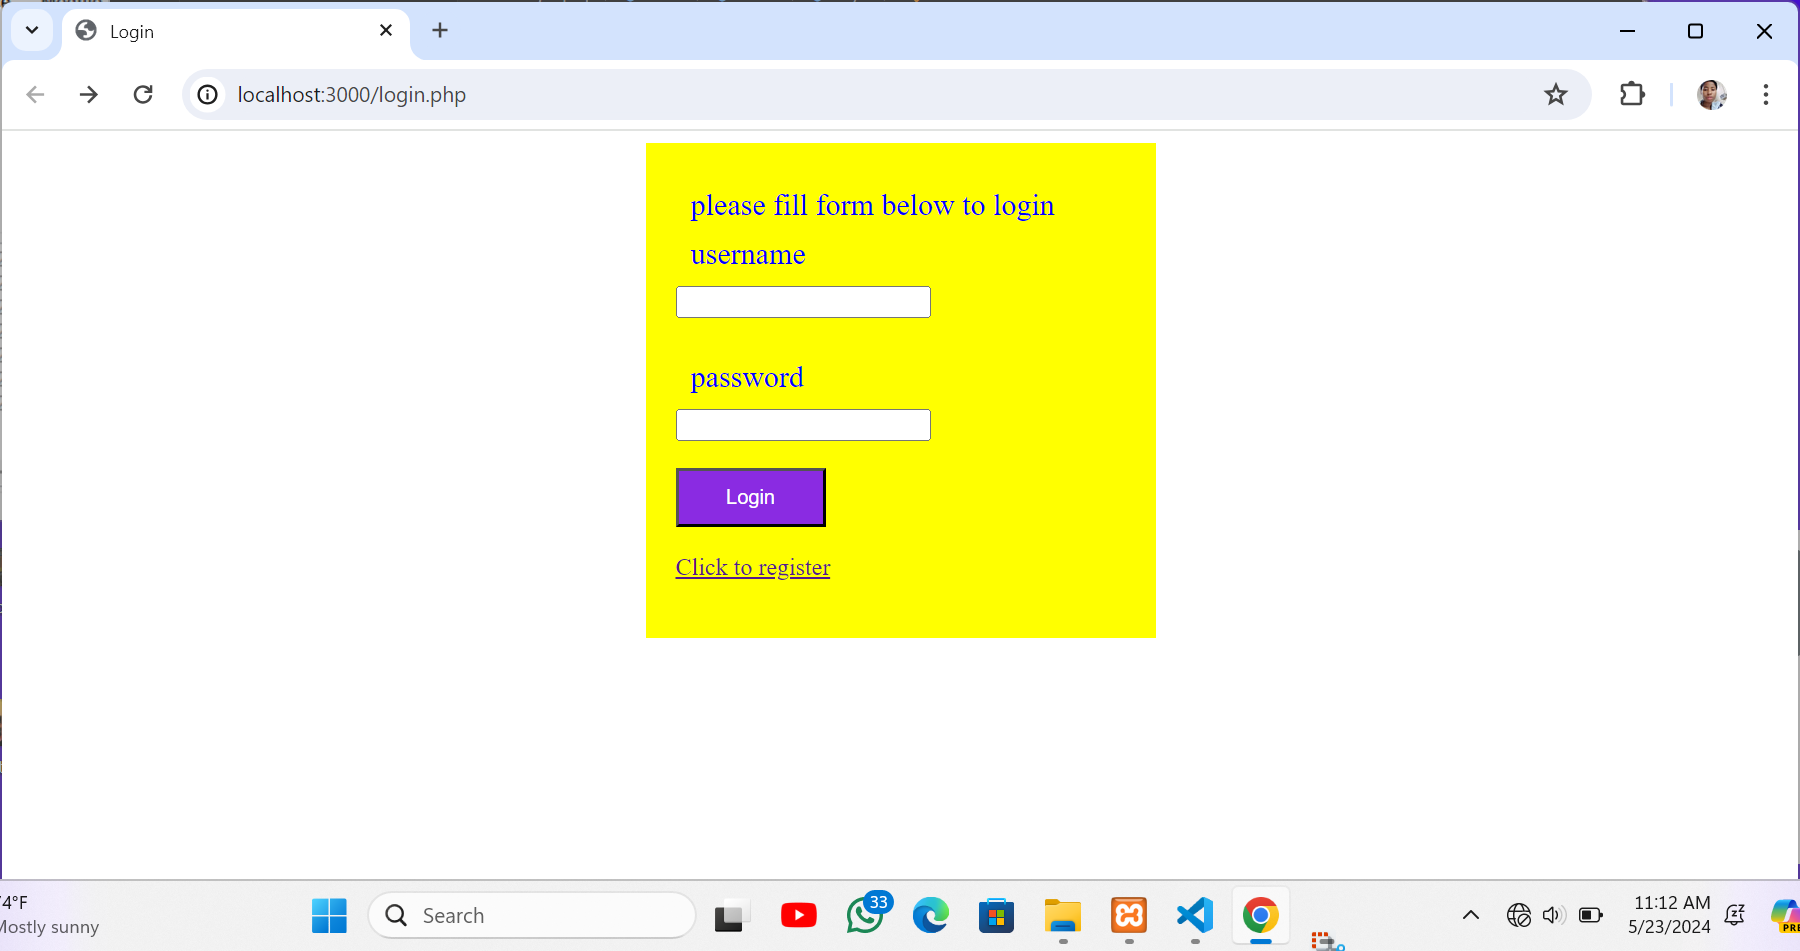 Login
localhost:3000/login.php
please fill form below to login
username
password
Login
Click to register
4°F
Mostly sunny
Search
33
11:12 AM
5/23/2024
PRE